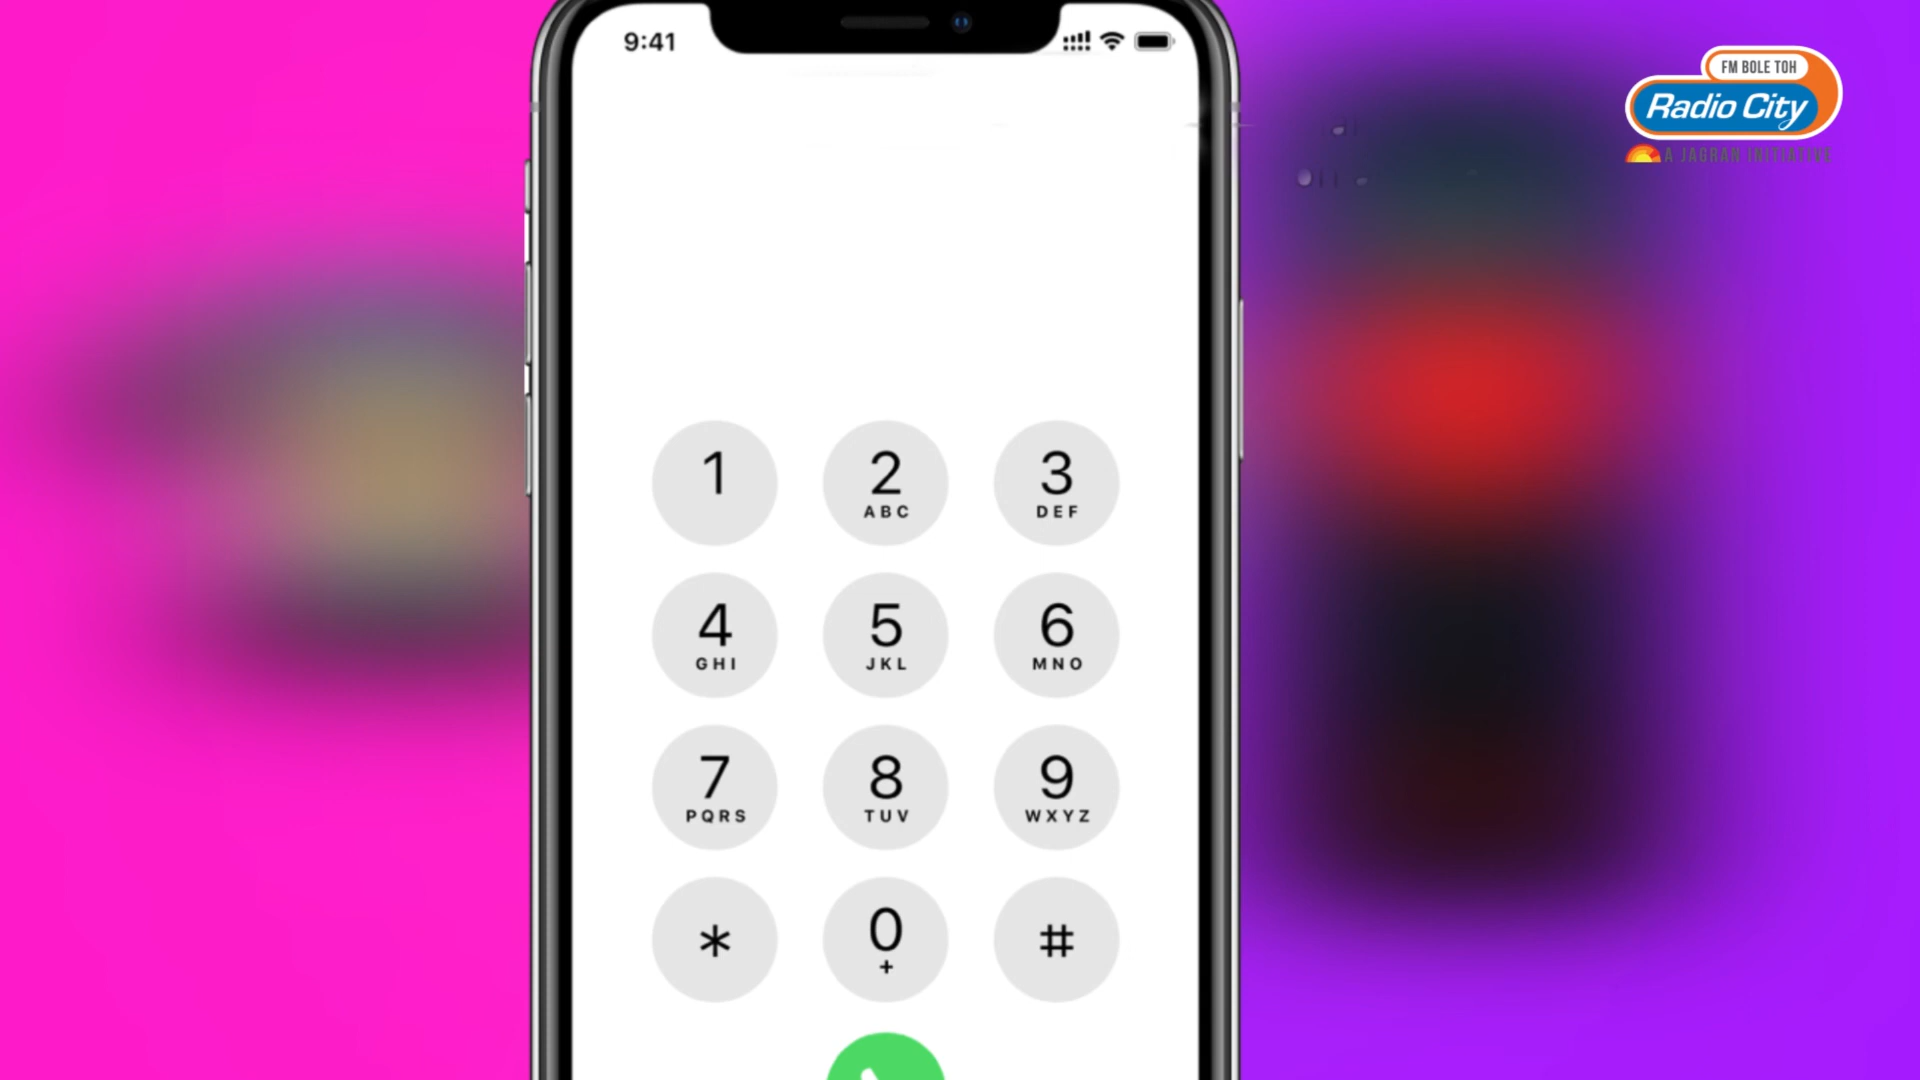 9:41
FM BOLE TOH
Radio City
A JAGRAN INITIATIVE
1
2
ABC
3
DEF
4
GHI
5
JKL
6
MNO
7
PQRS
8
TUV
9
WXYZ
*
0
+
#